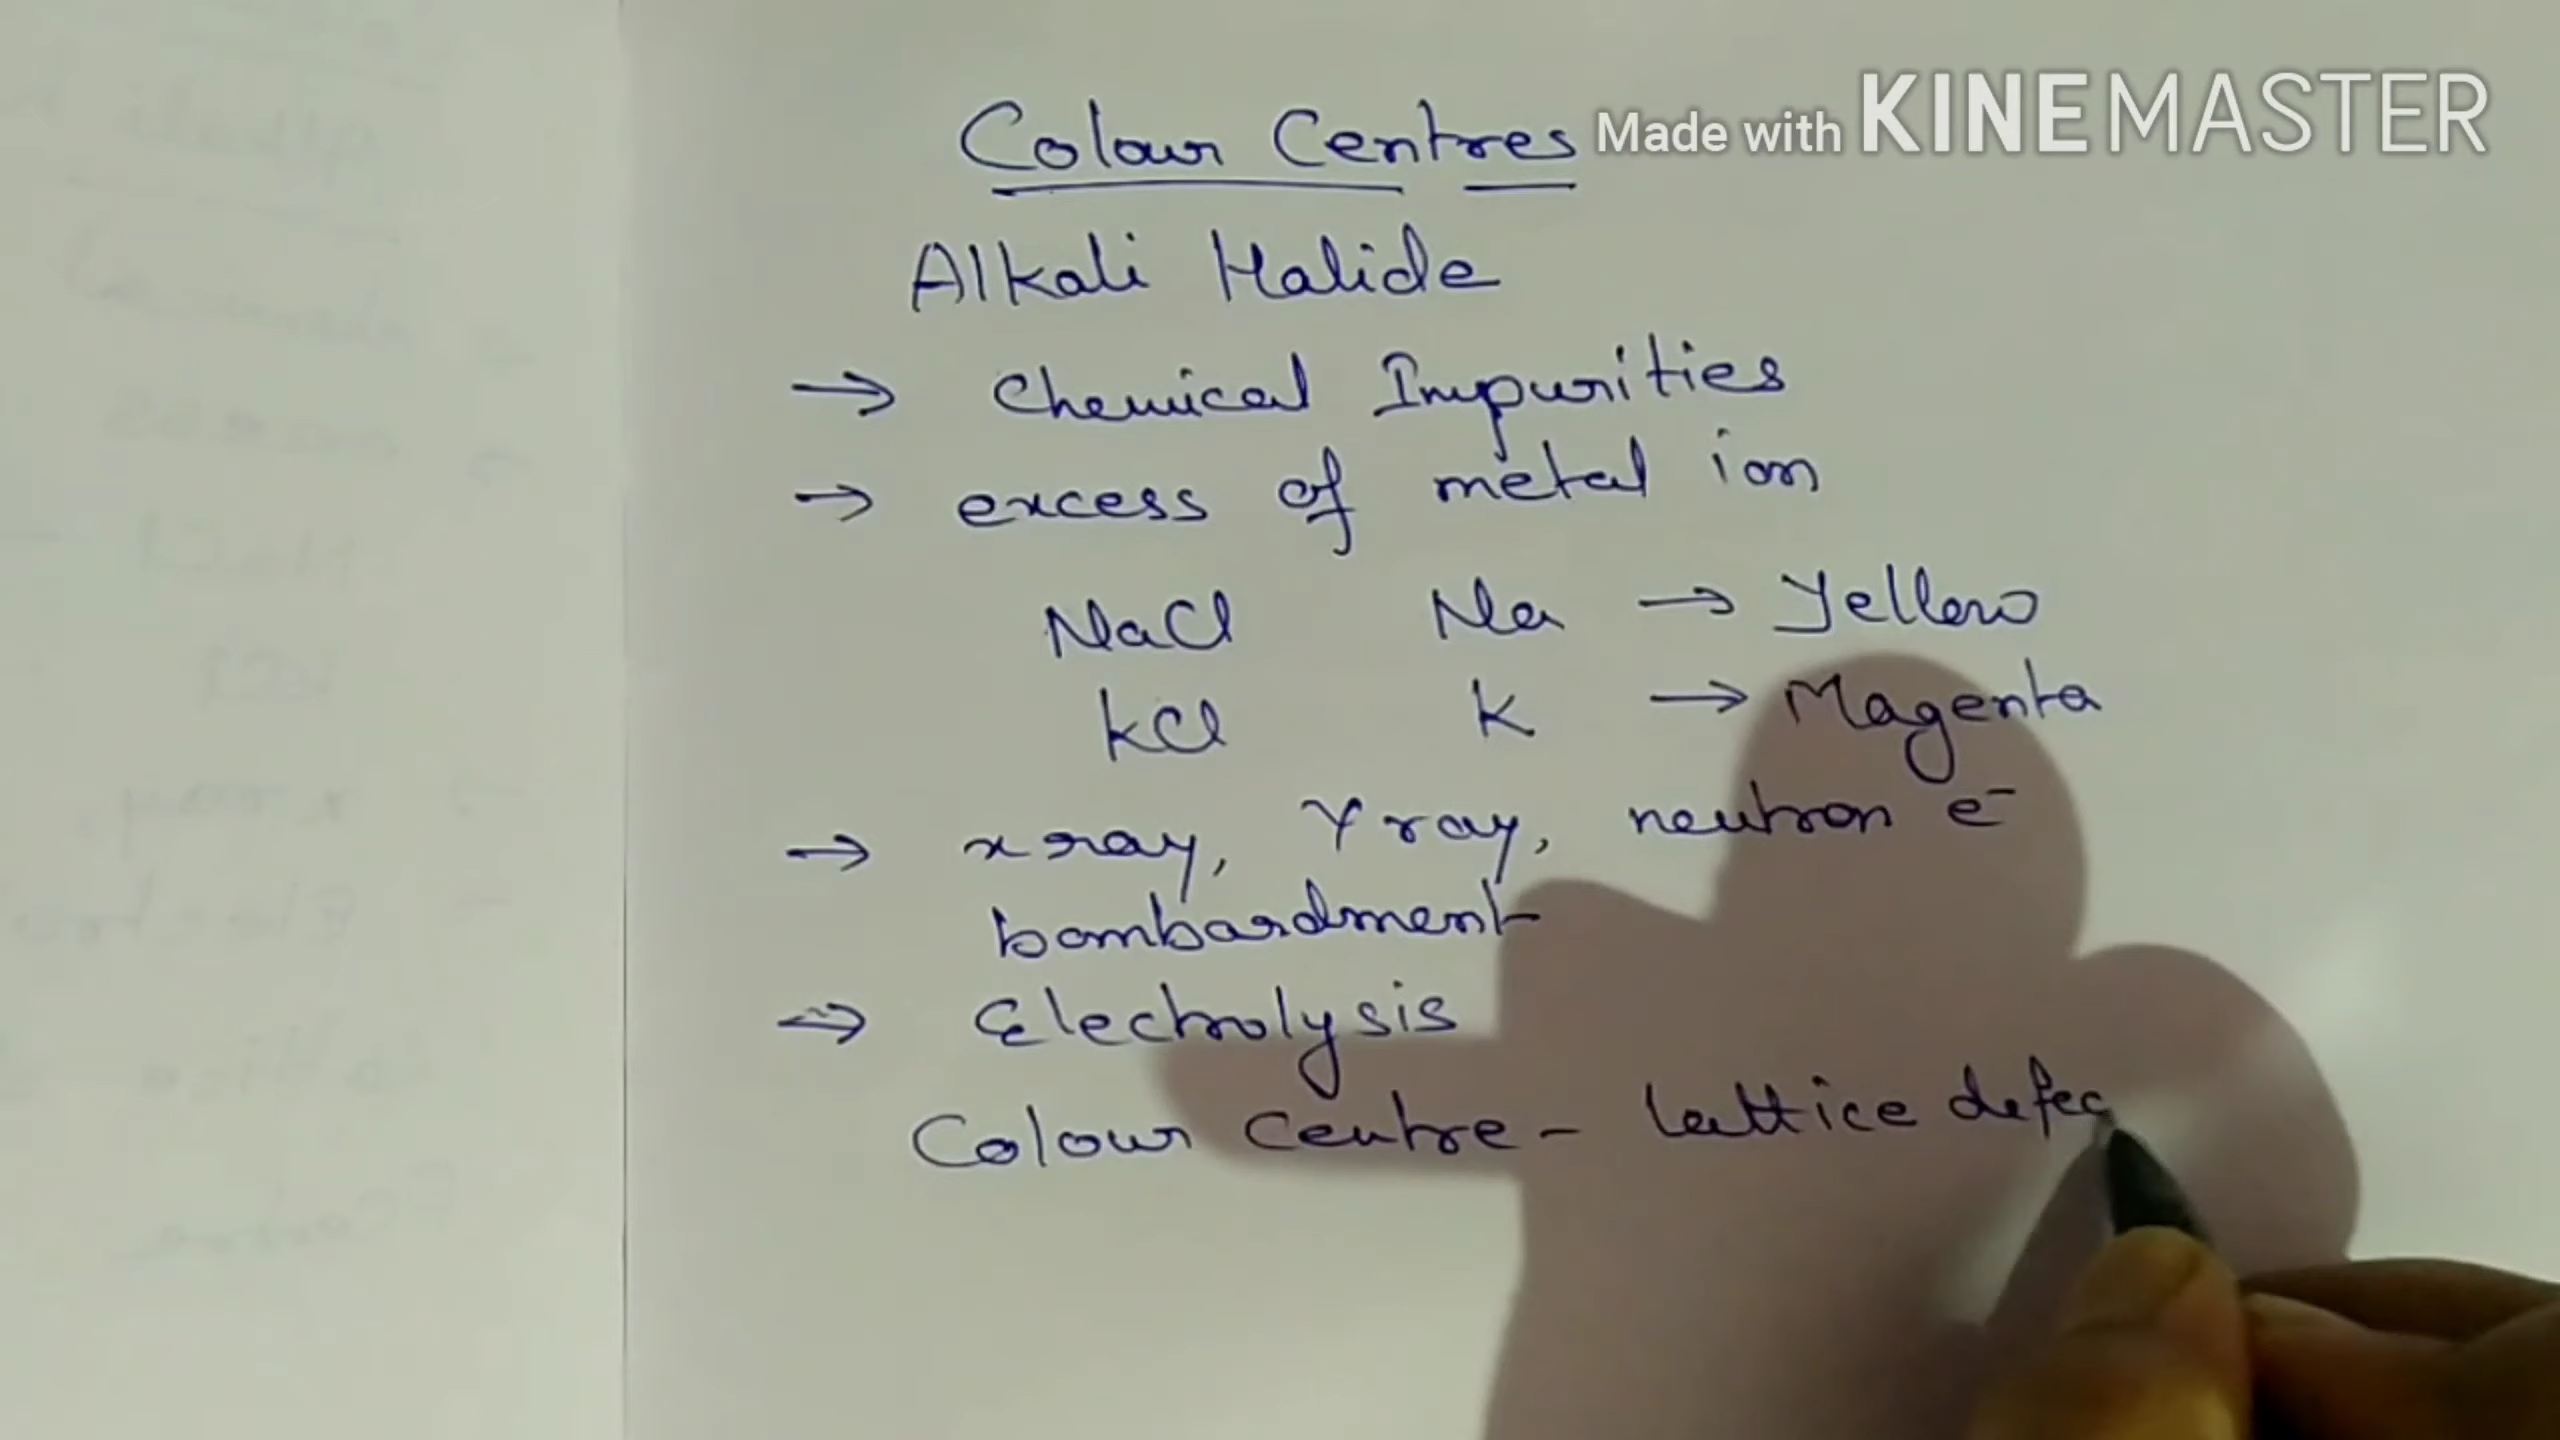 Colour Centres
Made with KINEMASTER
Alkali Halide
→ Chemical Impurities
→ excess of metal ion
NaCl Na → Yellow
KCl K → Magenta
→ x ray, γ ray, neutron e⁻
bombardment
→ Electrolysis
Colour Centre - lattice defec